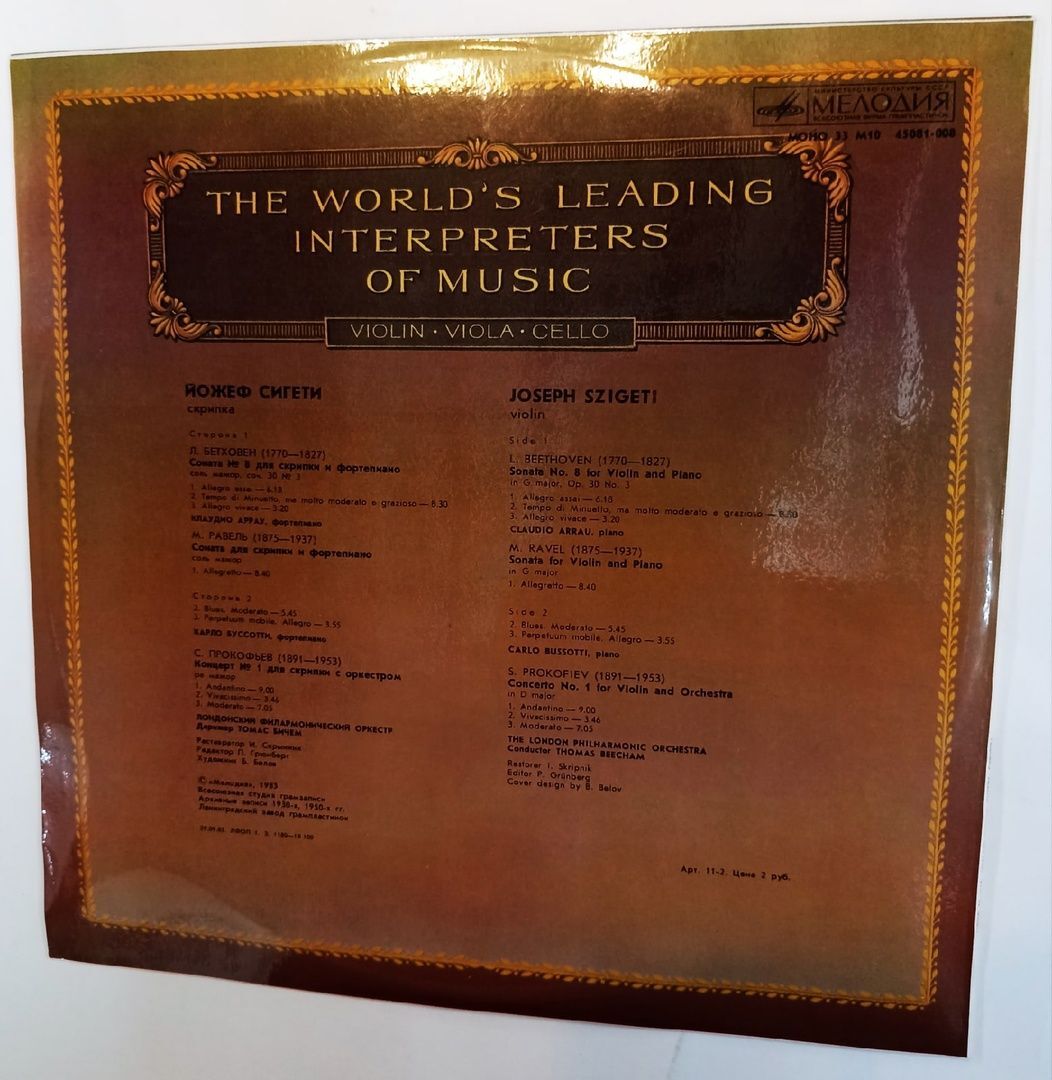 МИНИСТЕРСТВО КУЛЬТУРЫ СССР
МЕЛОДИЯ
ВСЕСОЮЗНАЯ ФИРМА ГРАМПЛАСТИНОК
МОНО 33 М10 45081-008
THE WORLD'S LEADING
INTERPRETERS
OF MUSIC
VIOLIN · VIOLA · CELLO
ЙОЖЕФ СИГЕТИ
скрипка
Сторона 1
Л. БЕТХОВЕН (1770—1827)
Соната № 8 для скрипки и фортепиано
соль мажор, соч. 30 № 3
1. Allegro assai — 6.18
2. Tempo di Minuetto, ma molto moderato e grazioso — 8.30
3. Allegro vivace — 3.20
КЛАУДИО АРРАУ, фортепиано
М. РАВЕЛЬ (1875—1937)
Соната для скрипки и фортепиано
соль мажор
1. Allegretto — 8.40
Сторона 2
2. Blues. Moderato — 5.45
3. Perpetuum mobile. Allegro — 3.55
КАРЛО БУССОТТИ, фортепиано
С. ПРОКОФЬЕВ (1891—1953)
Концерт № 1 для скрипки с оркестром
ре мажор
1. Andantino — 9.00
2. Vivacissimo — 3.46
3. Moderato — 7.05
ЛОНДОНСКИЙ ФИЛАРМОНИЧЕСКИЙ ОРКЕСТР
Дирижер ТОМАС БИЧЕМ
Реставратор И. Скрипник
Редактор П. Грюнберг
Художник Б. Белов
© «Мелодия», 1983
Всесоюзная студия грамзаписи
Архивные записи 1930-х, 1950-х гг.
Ленинградский завод грампластинок
JOSEPH SZIGETI
violin
Side 1
L. BEETHOVEN (1770—1827)
Sonata No. 8 for Violin and Piano
in G major, Op. 30 No. 3
1. Allegro assai — 6.18
2. Tempo di Minuetto, ma molto moderato e grazioso — 8.30
3. Allegro vivace — 3.20
CLAUDIO ARRAU, piano
M. RAVEL (1875—1937)
Sonata for Violin and Piano
in G major
1. Allegretto — 8.40
Side 2
2. Blues. Moderato — 5.45
3. Perpetuum mobile. Allegro — 3.55
CARLO BUSSOTTI, piano
S. PROKOFIEV (1891—1953)
Concerto No. 1 for Violin and Orchestra
in D major
1. Andantino — 9.00
2. Vivacissimo — 3.46
3. Moderato — 7.05
THE LONDON PHILHARMONIC ORCHESTRA
Conductor THOMAS BEECHAM
Restorer I. Skripnik
Editor P. Grünberg
Cover design by B. Belov
Арт. 11-2. Цена 2 руб.